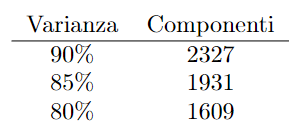 Varianza Componenti
90% 2327
85% 1931
80% 1609